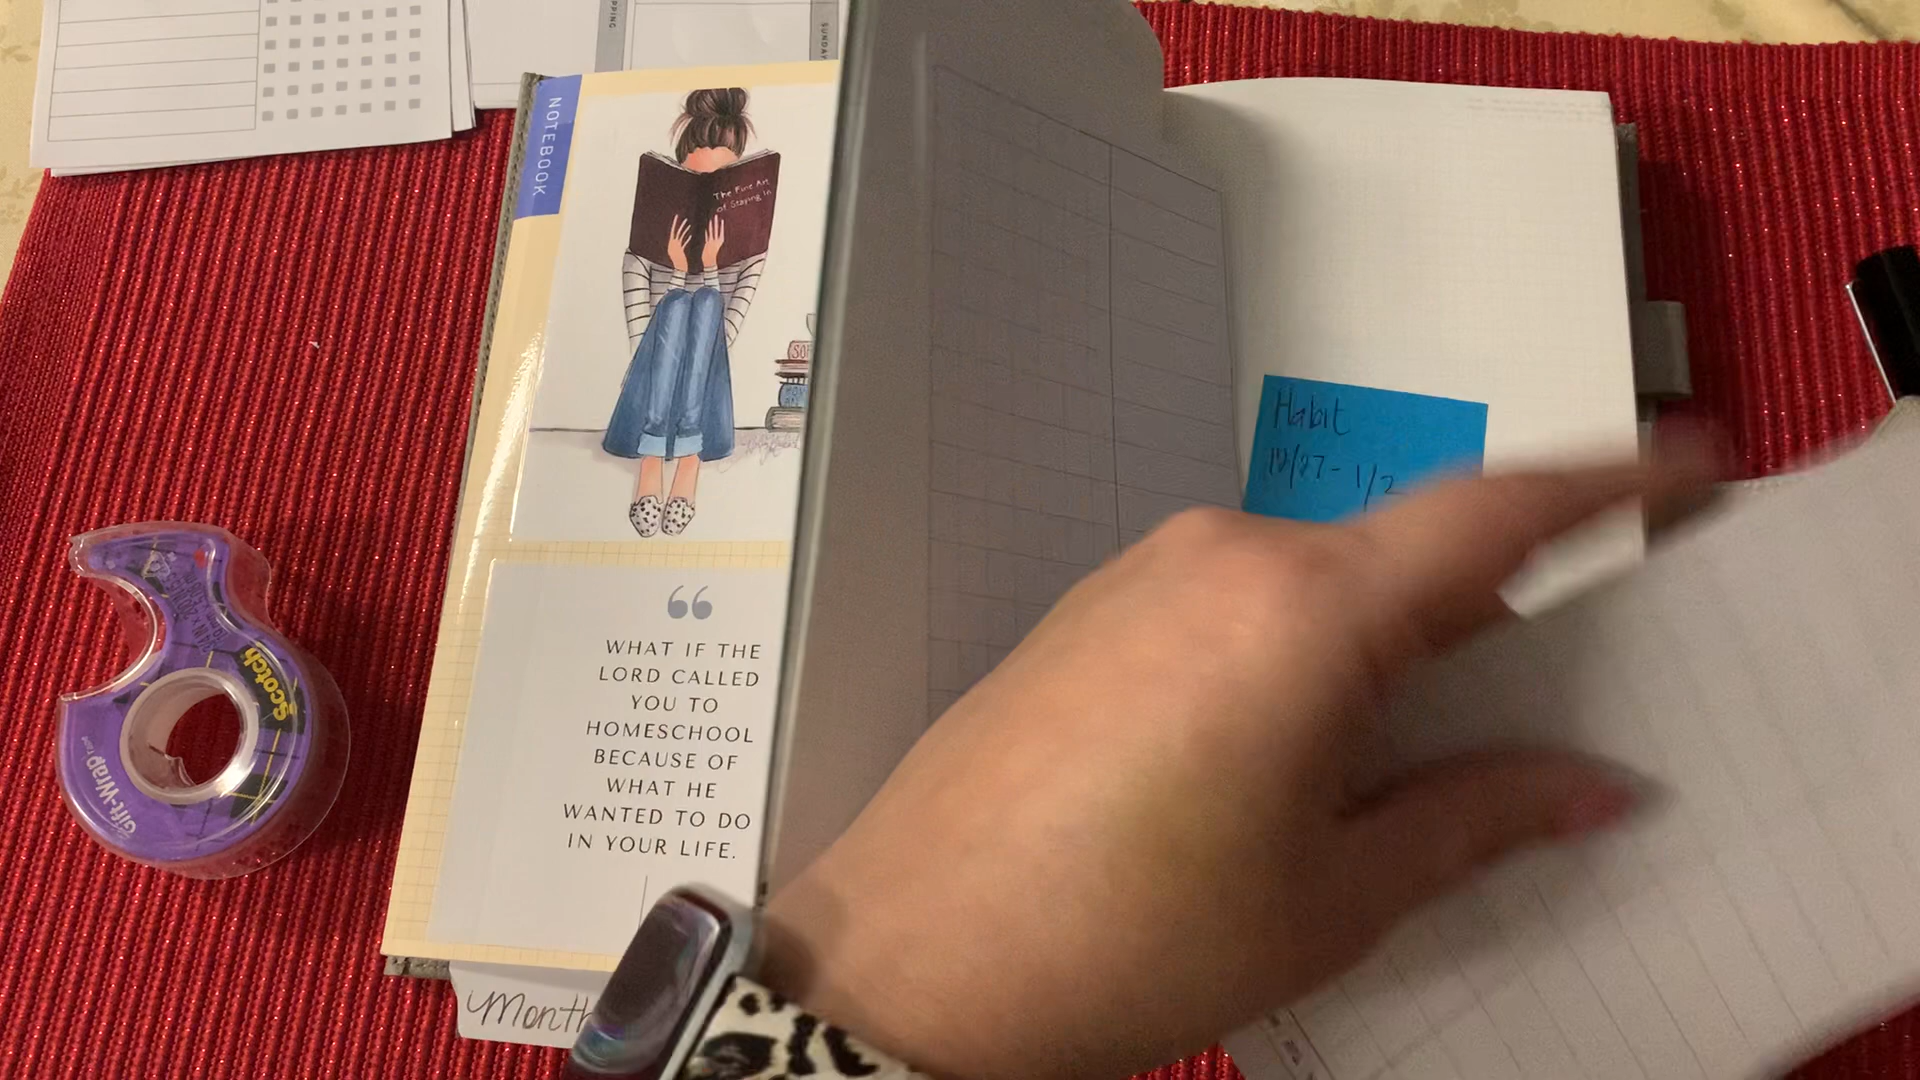 SUNDAY
NOTEBOOK
The Fine Art
of Staying In
WHAT IF THE
LORD CALLED
YOU TO
HOMESCHOOL
BECAUSE OF
WHAT HE
WANTED TO DO
IN YOUR LIFE.
Month
Habit
12/27 - 1/2
Scotch
Gift-Wrap